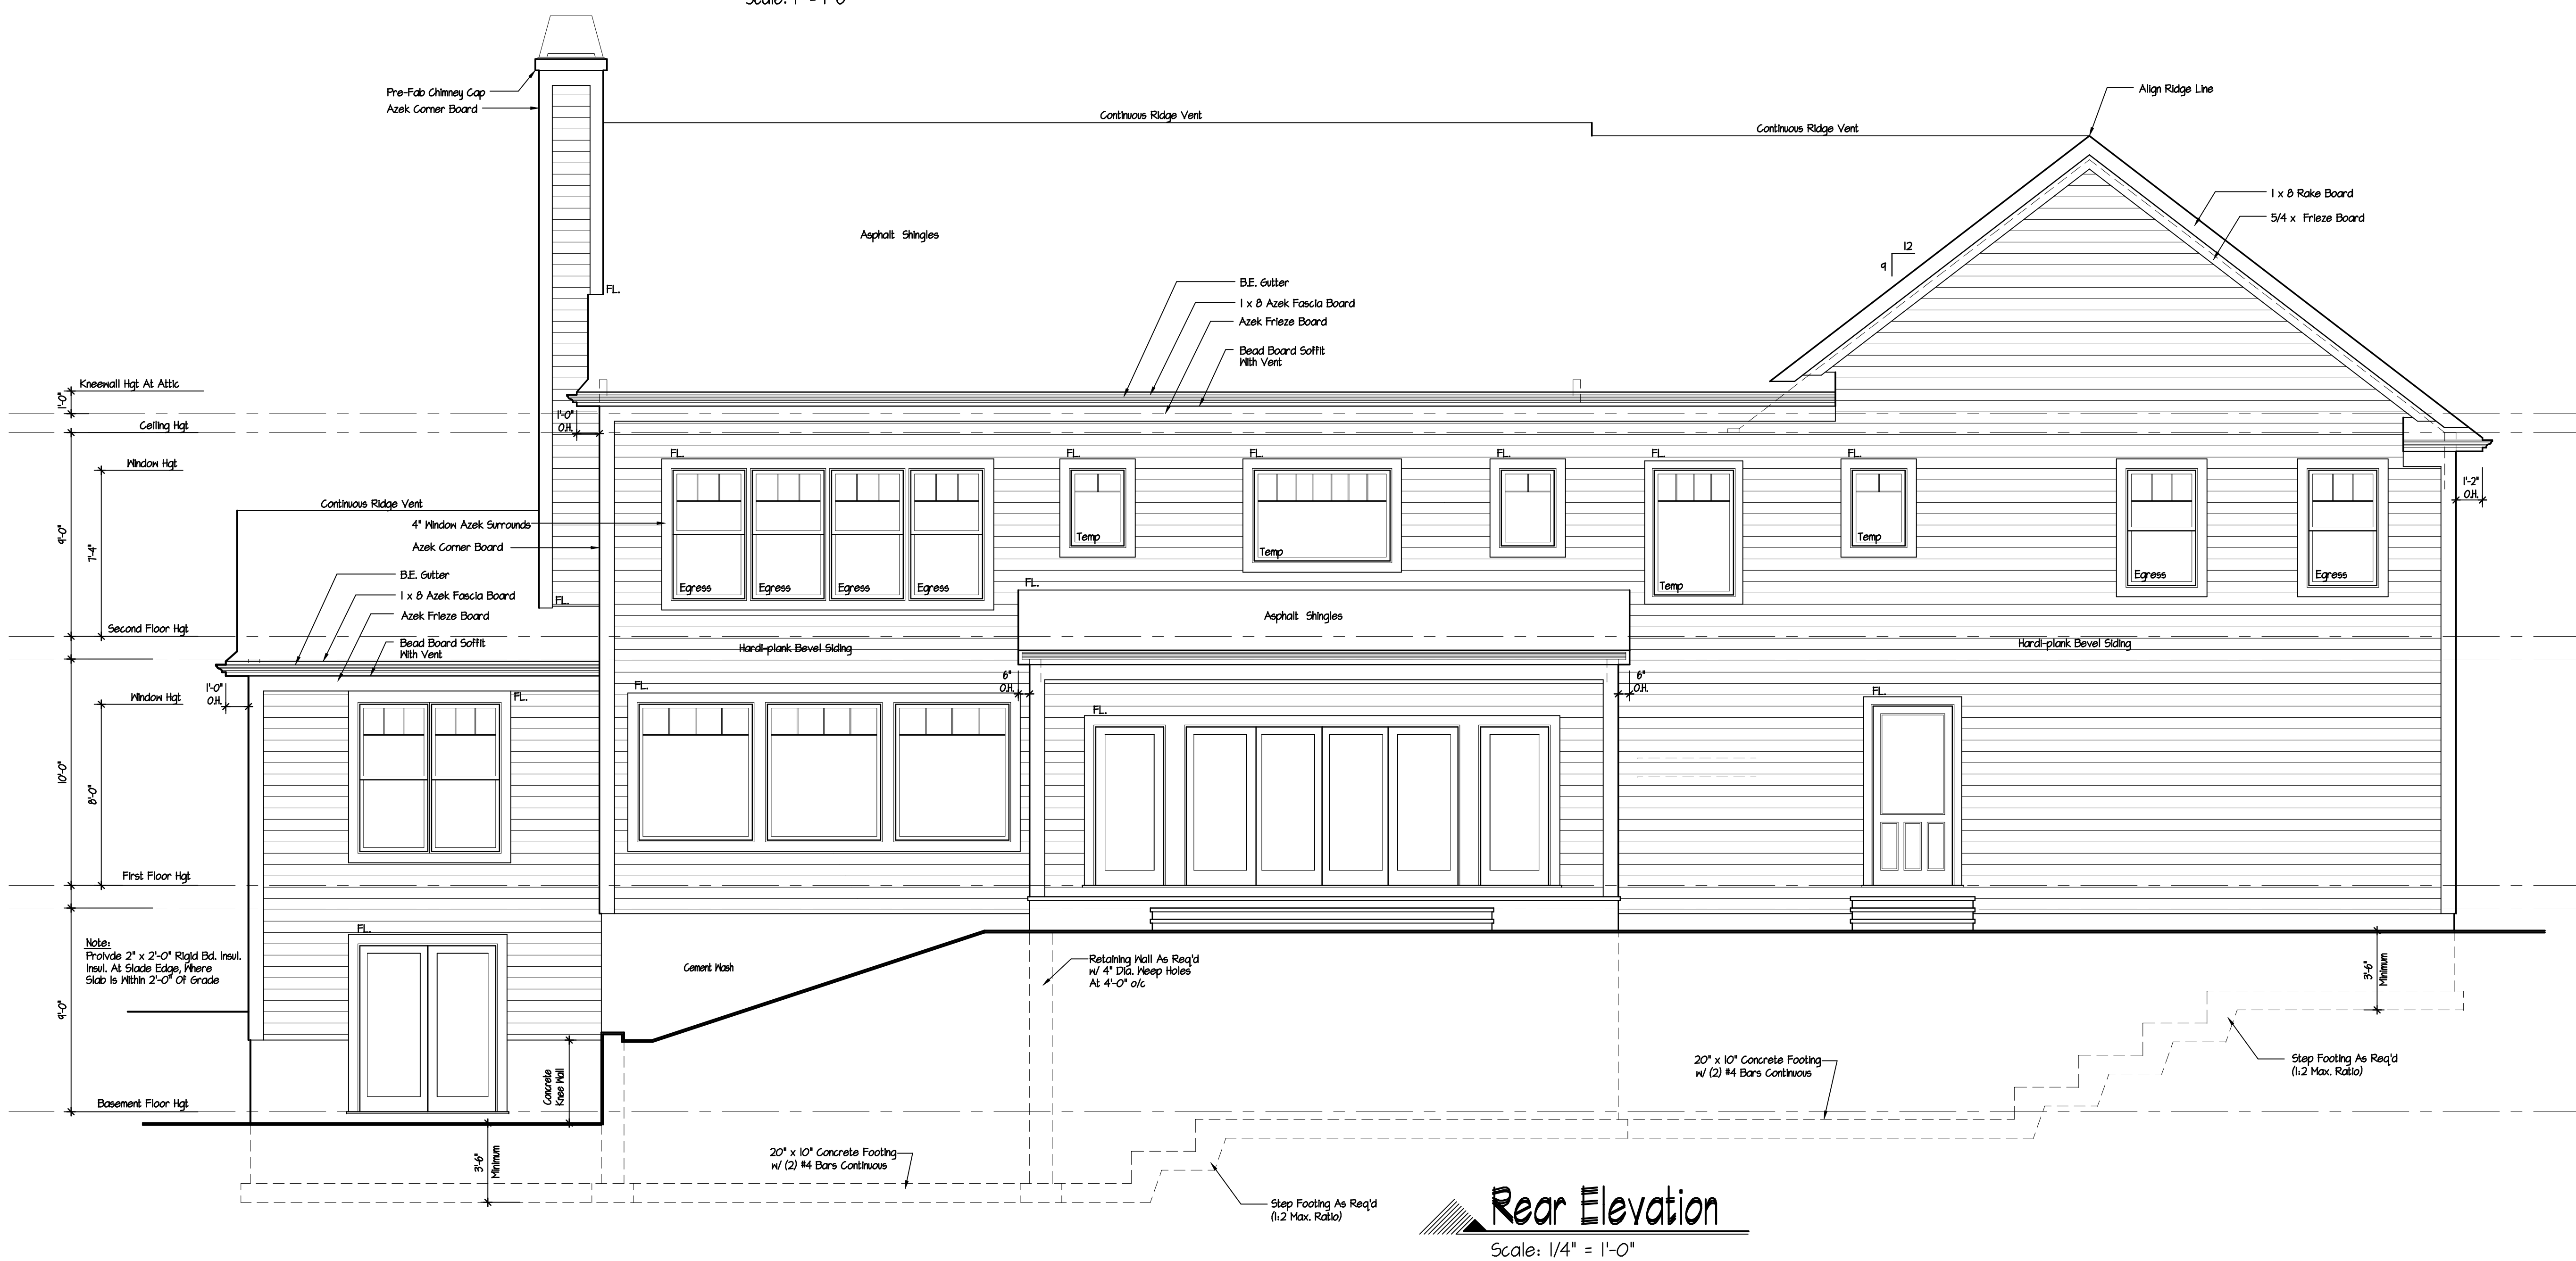 Scale: 1" = 1'-0"
Pre-Fab Chimney Cap
Azek Corner Board
Continuous Ridge Vent
Continuous Ridge Vent
Align Ridge Line
1 x 8 Rake Board
5/4 x Frieze Board
12
9
Asphalt Shingles
FL.
B.E. Gutter
1 x 8 Azek Fascia Board
Azek Frieze Board
Bead Board Soffit
With Vent
Kneewall Hgt At Attic
1'-0"
Ceiling Hgt
1'-0"
O.H.
Window Hgt
FL.
FL.
FL.
FL.
FL.
FL.
1'-2"
O.H.
Continuous Ridge Vent
4" Window Azek Surrounds
Azek Corner Board
9'-0"
7'-4"
Temp
Temp
Temp
Egress
Egress
Egress
Egress
Temp
Egress
Egress
B.E. Gutter
1 x 8 Azek Fascia Board
Azek Frieze Board
Bead Board Soffit
With Vent
FL.
FL.
Asphalt Shingles
Second Floor Hgt
Hardi-plank Bevel Siding
Hardi-plank Bevel Siding
Window Hgt
1'-0"
O.H.
FL.
FL.
6"
O.H.
6"
O.H.
FL.
FL.
10'-0"
8'-0"
First Floor Hgt
Note:
Proivde 2" x 2'-0" Rigid Bd. Insul.
Insul. At Slade Edge, Where
Slab Is Within 2'-0" Of Grade
FL.
Cement Wash
Retaining Wall As Req'd
w/ 4" Dia. Weep Holes
At 4'-0" o/c
3'-6"
Minimum
9'-0"
Concrete
Knee Wall
Basement Floor Hgt
20" x 10" Concrete Footing
w/ (2) #4 Bars Continuous
Step Footing As Req'd
(1:2 Max. Ratio)
3'-6"
Minimum
20" x 10" Concrete Footing
w/ (2) #4 Bars Continuous
Step Footing As Req'd
(1:2 Max. Ratio)
Rear Elevation
Scale: 1/4" = 1'-0"